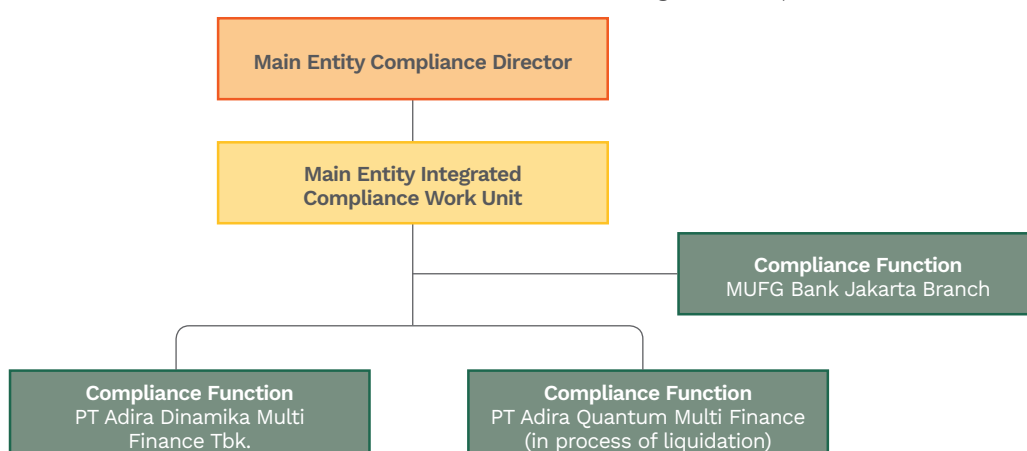 Main Entity Compliance Director
Main Entity Integrated
Compliance Work Unit
Compliance Function
MUFG Bank Jakarta Branch
Compliance Function
PT Adira Dinamika Multi
Finance Tbk.
Compliance Function
PT Adira Quantum Multi Finance
(in process of liquidation)